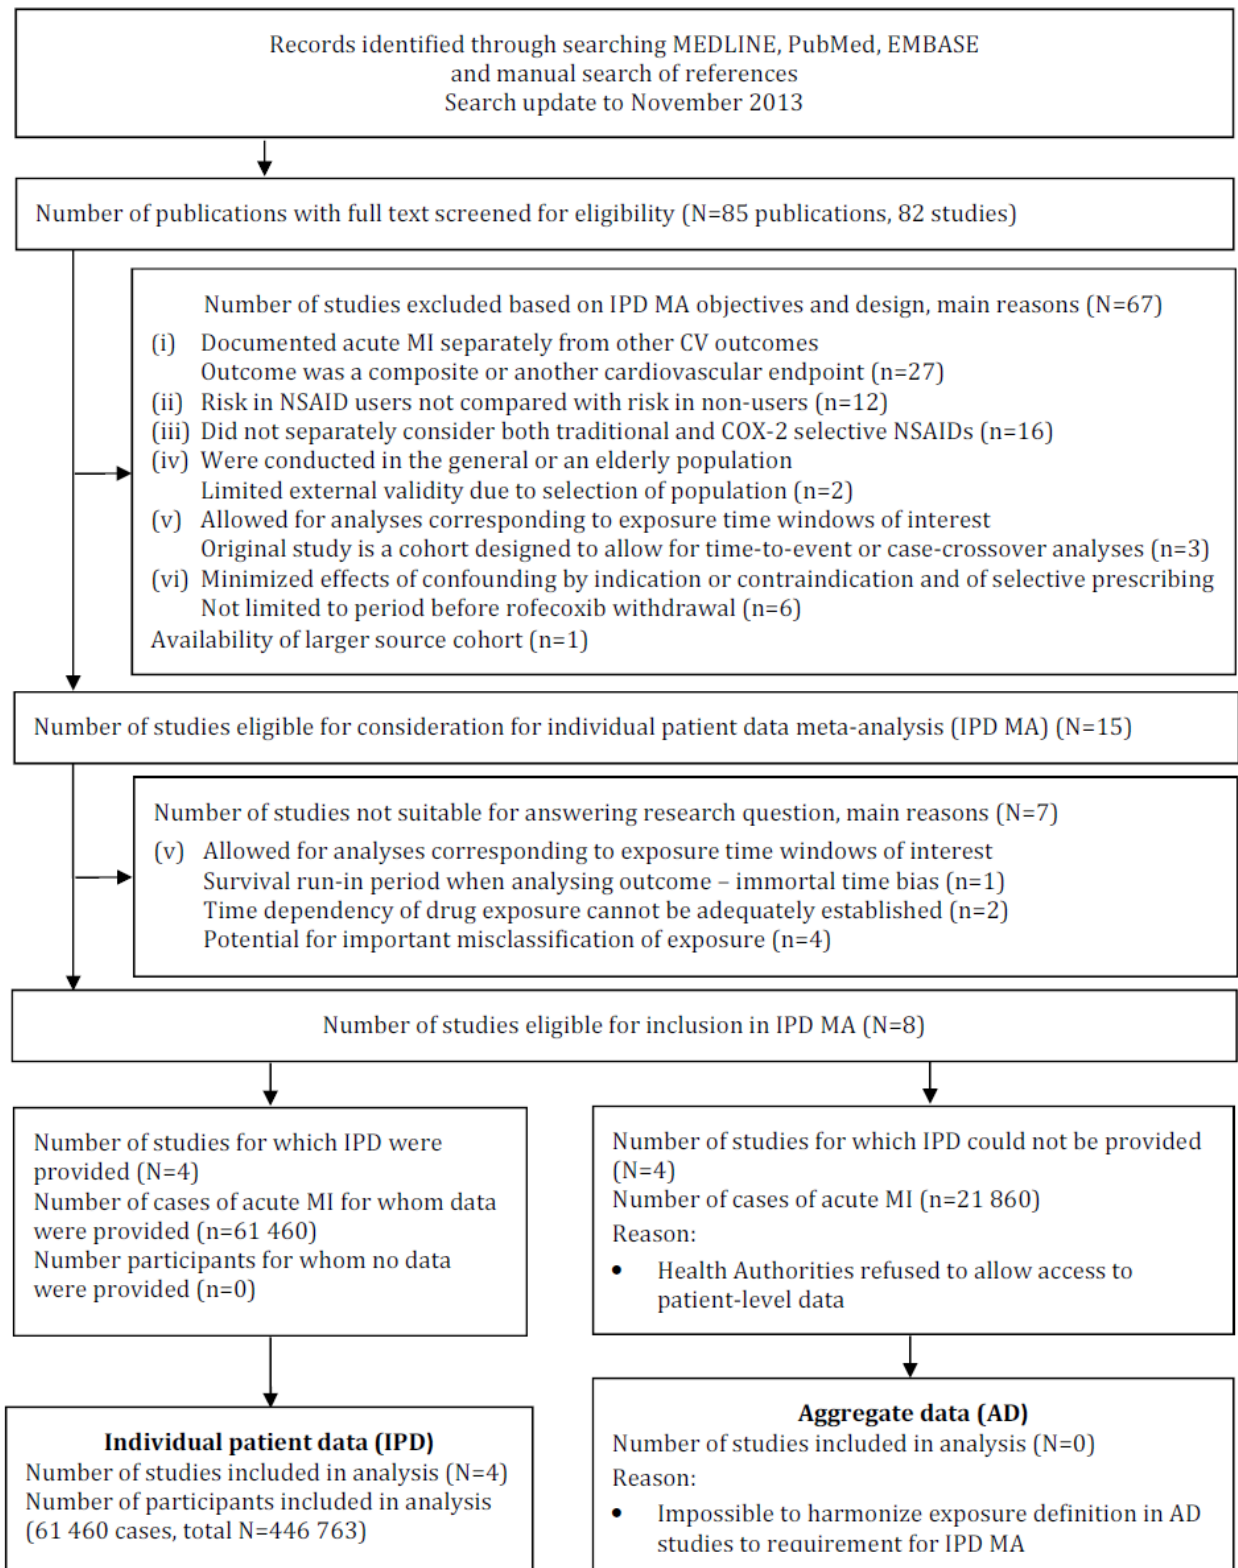 Records identified through searching MEDLINE, PubMed, EMBASE
and manual search of references
Search update to November 2013
Number of publications with full text screened for eligibility (N=85 publications, 82 studies)
Number of studies excluded based on IPD MA objectives and design, main reasons (N=67)
(i) Documented acute MI separately from other CV outcomes
Outcome was a composite or another cardiovascular endpoint (n=27)
(ii) Risk in NSAID users not compared with risk in non-users (n=12)
(iii) Did not separately consider both traditional and COX-2 selective NSAIDs (n=16)
(iv) Were conducted in the general or an elderly population
Limited external validity due to selection of population (n=2)
(v) Allowed for analyses corresponding to exposure time windows of interest
Original study is a cohort designed to allow for time-to-event or case-crossover analyses (n=3)
(vi) Minimized effects of confounding by indication or contraindication and of selective prescribing
Not limited to period before rofecoxib withdrawal (n=6)
Availability of larger source cohort (n=1)
Number of studies eligible for consideration for individual patient data meta-analysis (IPD MA) (N=15)
Number of studies not suitable for answering research question, main reasons (N=7)
(v) Allowed for analyses corresponding to exposure time windows of interest
Survival run-in period when analysing outcome – immortal time bias (n=1)
Time dependency of drug exposure cannot be adequately established (n=2)
Potential for important misclassification of exposure (n=4)
Number of studies eligible for inclusion in IPD MA (N=8)
Number of studies for which IPD were
provided (N=4)
Number of cases of acute MI for whom data
were provided (n=61 460)
Number participants for whom no data
were provided (n=0)
Number of studies for which IPD could not be provided
(N=4)
Number of cases of acute MI (n=21 860)
Reason:
• Health Authorities refused to allow access to
patient-level data
Individual patient data (IPD)
Number of studies included in analysis (N=4)
Number of participants included in analysis
(61 460 cases, total N=446 763)
Aggregate data (AD)
Number of studies included in analysis (N=0)
Reason:
• Impossible to harmonize exposure definition in AD
studies to requirement for IPD MA